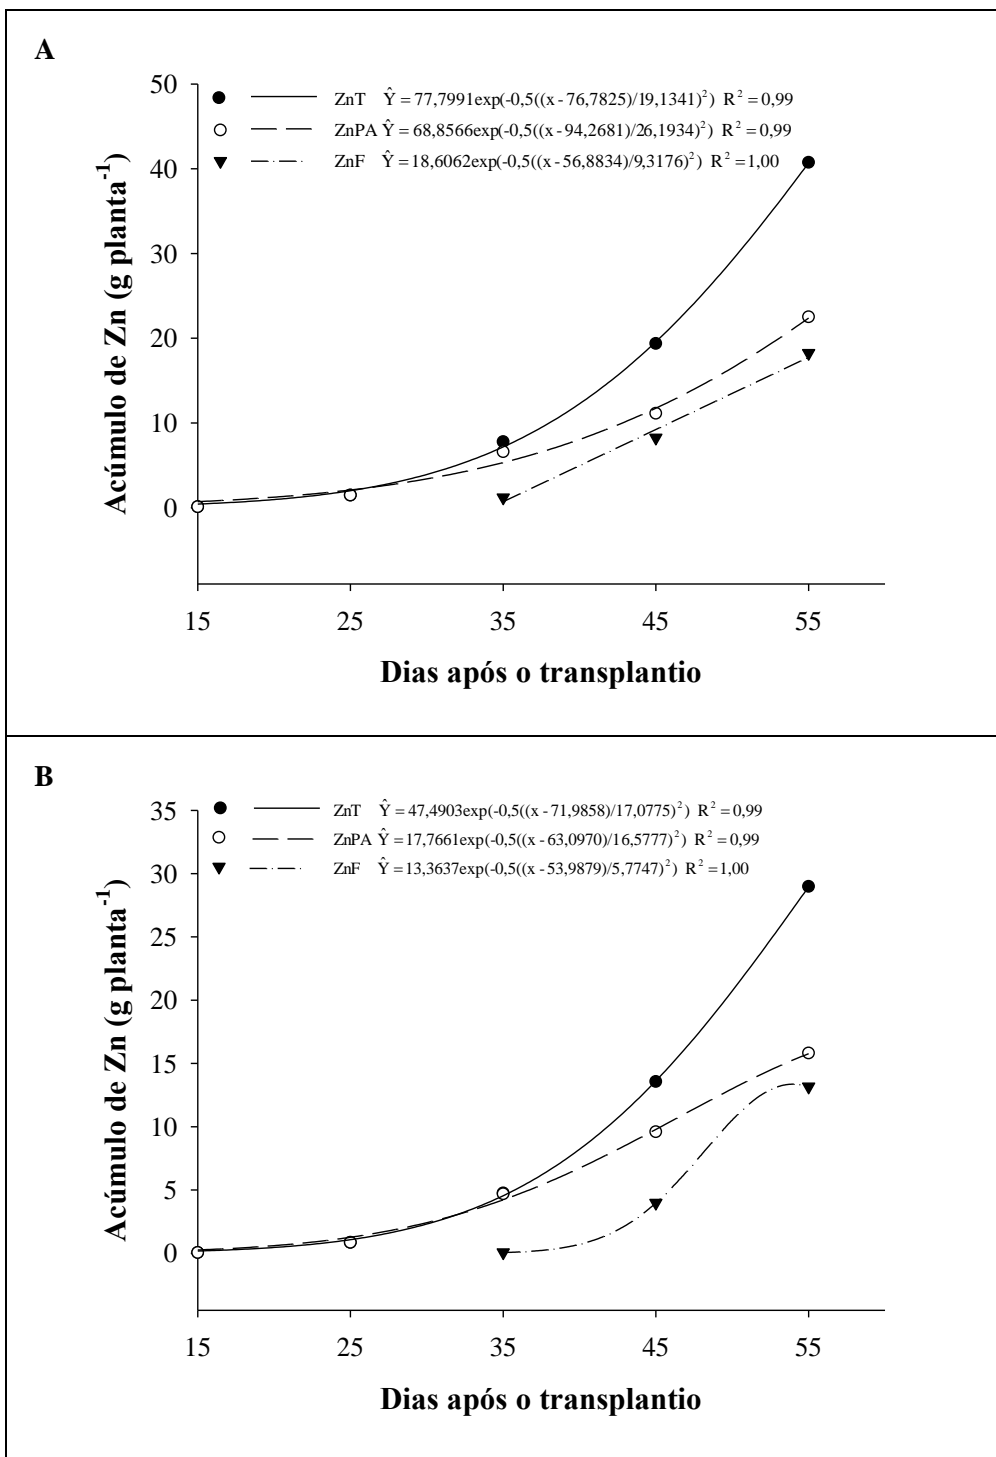 A
ZnT Ŷ = 77,7991exp(-0,5((x - 76,7825)/19,1341)²) R² = 0,99
ZnPA Ŷ = 68,8566exp(-0,5((x - 94,2681)/26,1934)²) R² = 0,99
ZnF Ŷ = 18,6062exp(-0,5((x - 56,8834)/9,3176)²) R² = 1,00
Acúmulo de Zn (g planta⁻¹)
50
40
30
20
10
0
15 25 35 45 55
Dias após o transplantio
B
ZnT Ŷ = 47,4903exp(-0,5((x - 71,9858)/17,0775)²) R² = 0,99
ZnPA Ŷ = 17,7661exp(-0,5((x - 63,0970)/16,5777)²) R² = 0,99
ZnF Ŷ = 13,3637exp(-0,5((x - 53,9879)/5,7747)²) R² = 1,00
Acúmulo de Zn (g planta⁻¹)
35
30
25
20
15
10
5
0
15 25 35 45 55
Dias após o transplantio